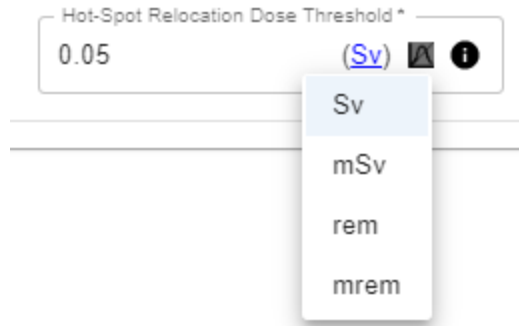 Hot-Spot Relocation Dose Threshold *
0.05 (Sv)
Sv
mSv
rem
mrem